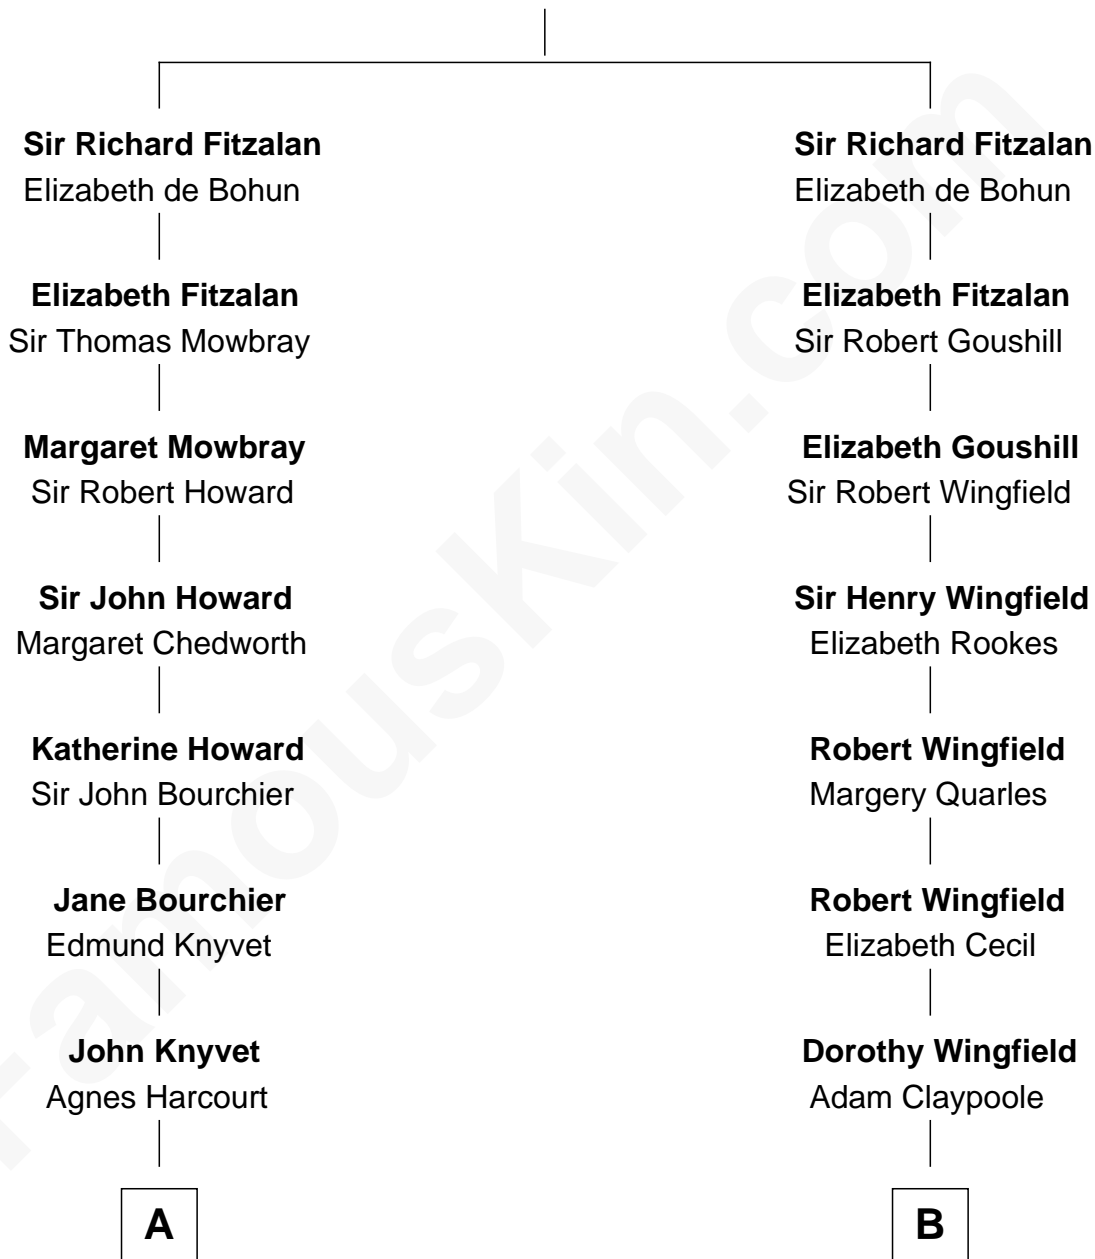 Sir Richard Fitzalan
Elizabeth de Bohun
Elizabeth Fitzalan
Sir Thomas Mowbray
Margaret Mowbray
Sir Robert Howard
Sir John Howard
Margaret Chedworth
Katherine Howard
Sir John Bourchier
Jane Bourchier
Edmund Knyvet
John Knyvet
Agnes Harcourt
A
Sir Richard Fitzalan
Elizabeth de Bohun
Elizabeth Fitzalan
Sir Robert Goushill
Elizabeth Goushill
Sir Robert Wingfield
Sir Henry Wingfield
Elizabeth Rookes
Robert Wingfield
Margery Quarles
Robert Wingfield
Elizabeth Cecil
Dorothy Wingfield
Adam Claypoole
B
FamousKin.com